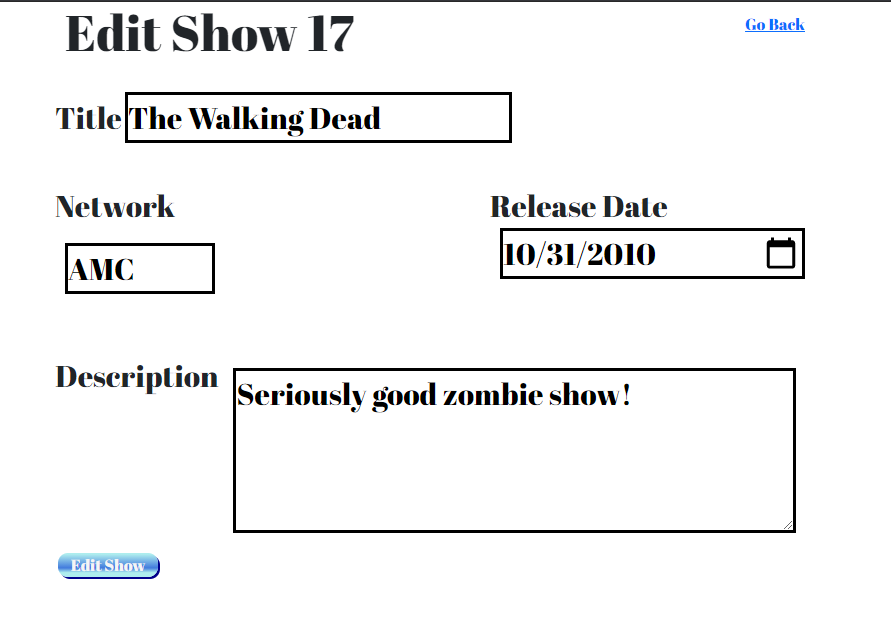 Edit Show 17
Go Back
Title The Walking Dead
Network
Release Date
AMC
10/31/2010
Description
Seriously good zombie show!
Edit Show